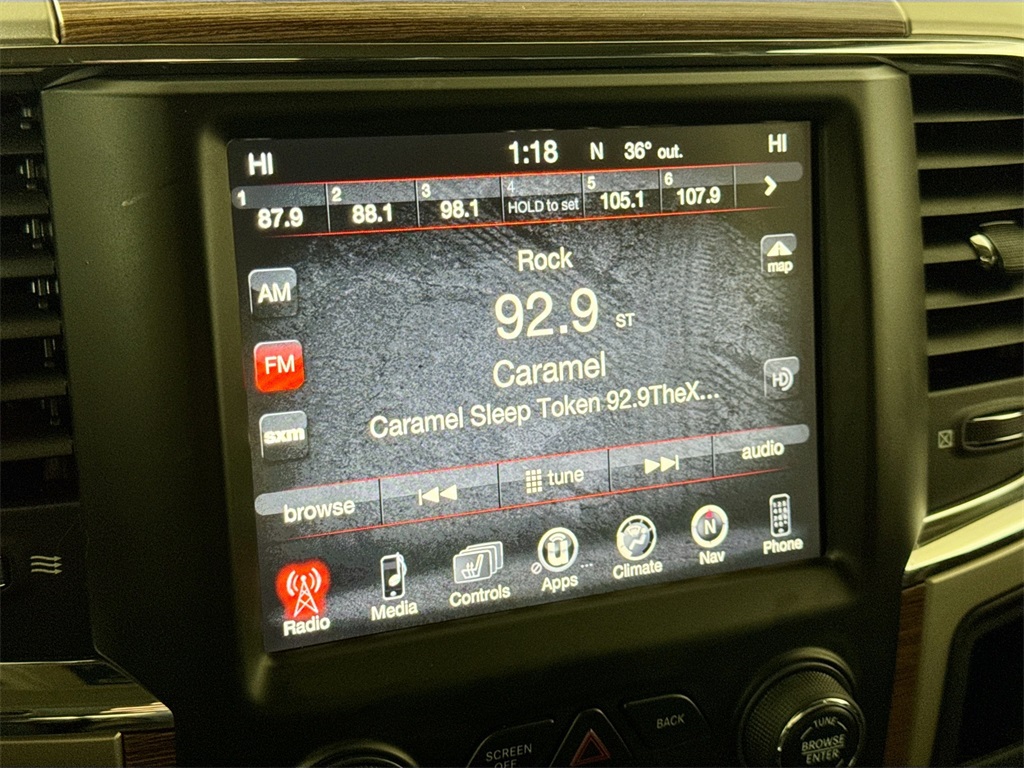 HI 1:18 N 36° out. HI
1 87.9 2 88.1 3 98.1 4 HOLD to set 5 105.1 6 107.9
Rock
map
AM
92.9 ST
FM
Caramel
HD
Caramel Sleep Token 92.9TheX...
sxm
browse tune audio
Radio Media Controls Apps ... Climate N Nav Phone
SCREEN OFF
BACK
TUNE
BROWSE
ENTER